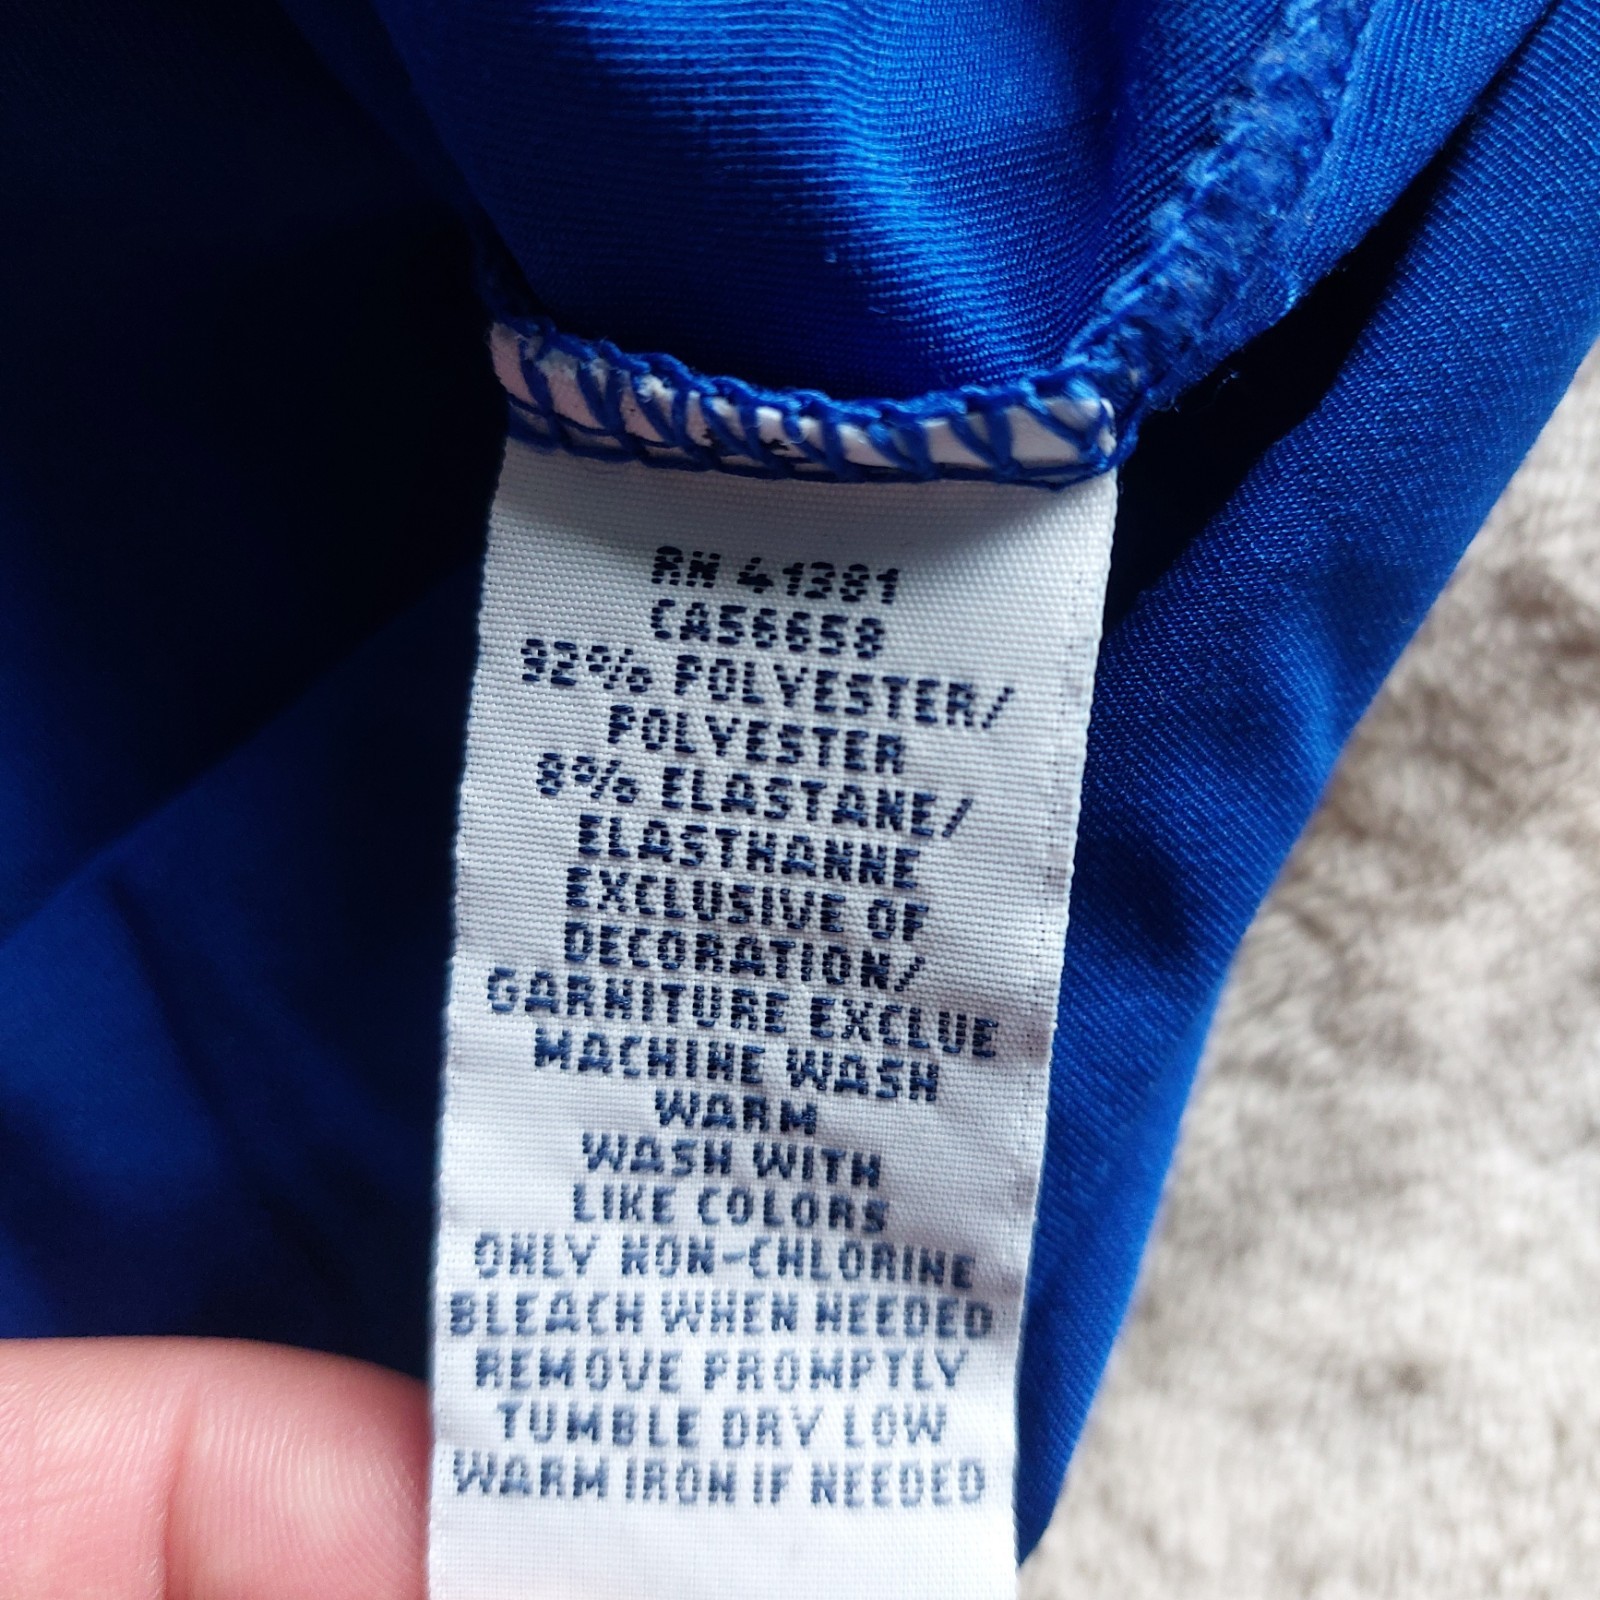 RN 41381
CA56658
92% POLYESTER/
POLYESTER
8% ELASTANE/
ELASTHANNE
EXCLUSIVE OF
DECORATION/
GARNITURE EXCLUE
MACHINE WASH
WARM
WASH WITH
LIKE COLORS
ONLY NON-CHLORINE
BLEACH WHEN NEEDED
REMOVE PROMPTLY
TUMBLE DRY LOW
WARM IRON IF NEEDED